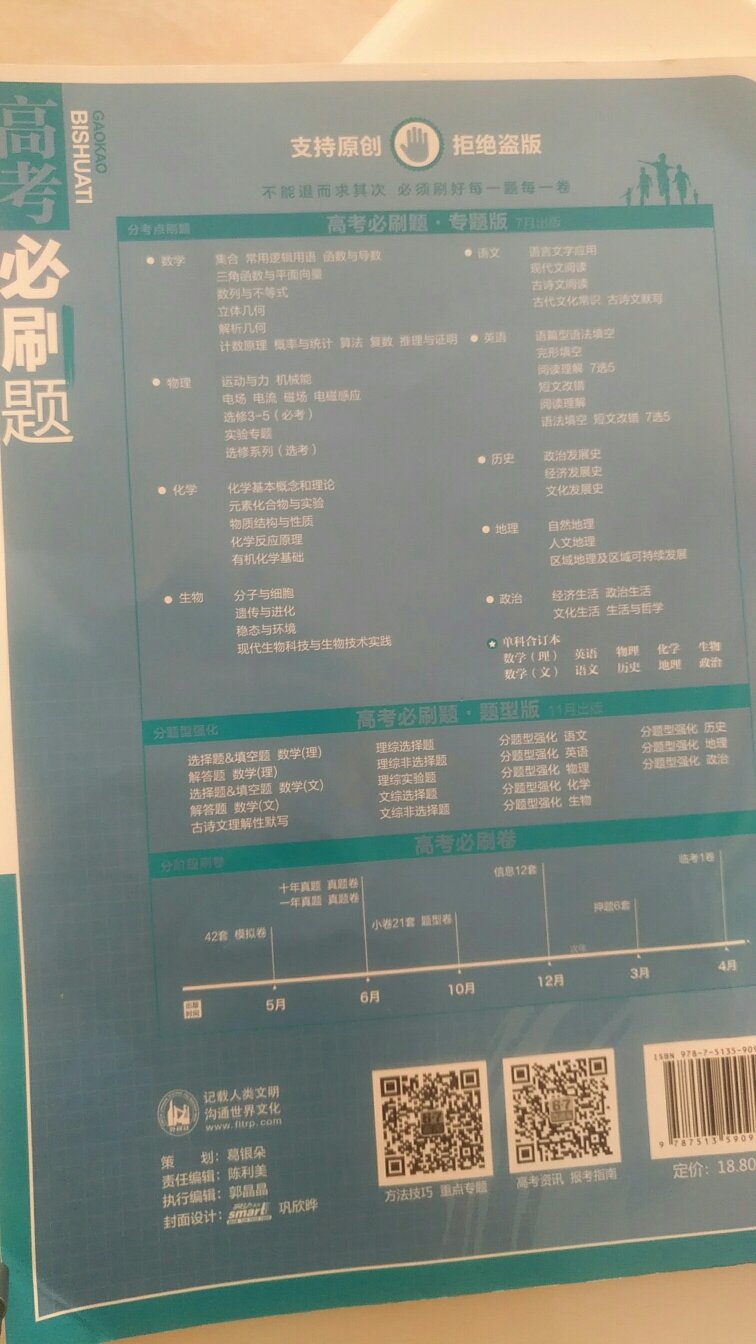 高考
GAOKAO
BISHUATI
必刷题
支持原创 拒绝盗版
不能退而求其次 必须刷好每一题每一卷
分考点刷题 高考必刷题·专题版 7月出版
数学 集合 常用逻辑用语 函数与导数
三角函数与平面向量
数列与不等式
立体几何
解析几何
计数原理 概率与统计 算法 复数 推理与证明
物理 运动与力 机械能
电场 电流 磁场 电磁感应
选修3-5(必考)
实验专题
选修系列(选考)
化学 化学基本概念和理论
元素化合物与实验
物质结构与性质
化学反应原理
有机化学基础
生物 分子与细胞
遗传与进化
稳态与环境
现代生物科技与生物技术实践
语文 语言文字应用
现代文阅读
古诗文阅读
古代文化常识 古诗文默写
英语 语篇型语法填空
完形填空
阅读理解 7选5
短文改错
阅读理解
语法填空 短文改错 7选5
历史 政治发展史
经济发展史
文化发展史
地理 自然地理
人文地理
区域地理及区域可持续发展
政治 经济生活 政治生活
文化生活 生活与哲学
单科合订本
数学(理) 英语 物理 化学 生物
数学(文) 语文 历史 地理 政治
分题型强化 高考必刷题·题型版 11月出版
选择题&填空题 数学(理)
解答题 数学(理)
选择题&填空题 数学(文)
解答题 数学(文)
古诗文理解性默写
理综选择题
理综非选择题
理综实验题
文综选择题
文综非选择题
分题型强化 语文
分题型强化 英语
分题型强化 物理
分题型强化 化学
分题型强化 生物
分题型强化 历史
分题型强化 地理
分题型强化 政治
分阶段刷卷 高考必刷卷
42套 模拟卷
十年真题 真题卷
一年真题 真题卷
小卷21套 题型卷
信息12套
押题6套
临考1卷
出版时间 5月 6月 10月 12月 3月 4月
记载人类文明
沟通世界文化
www.fltrp.com
策 划:葛银朵
责任编辑:陈利美
执行编辑:郭晶晶
封面设计: smart 巩欣晔
方法技巧 重点专题
高考资讯 报考指南
ISBN 978-7-5135-909
9 787513 5909
定价:18.80